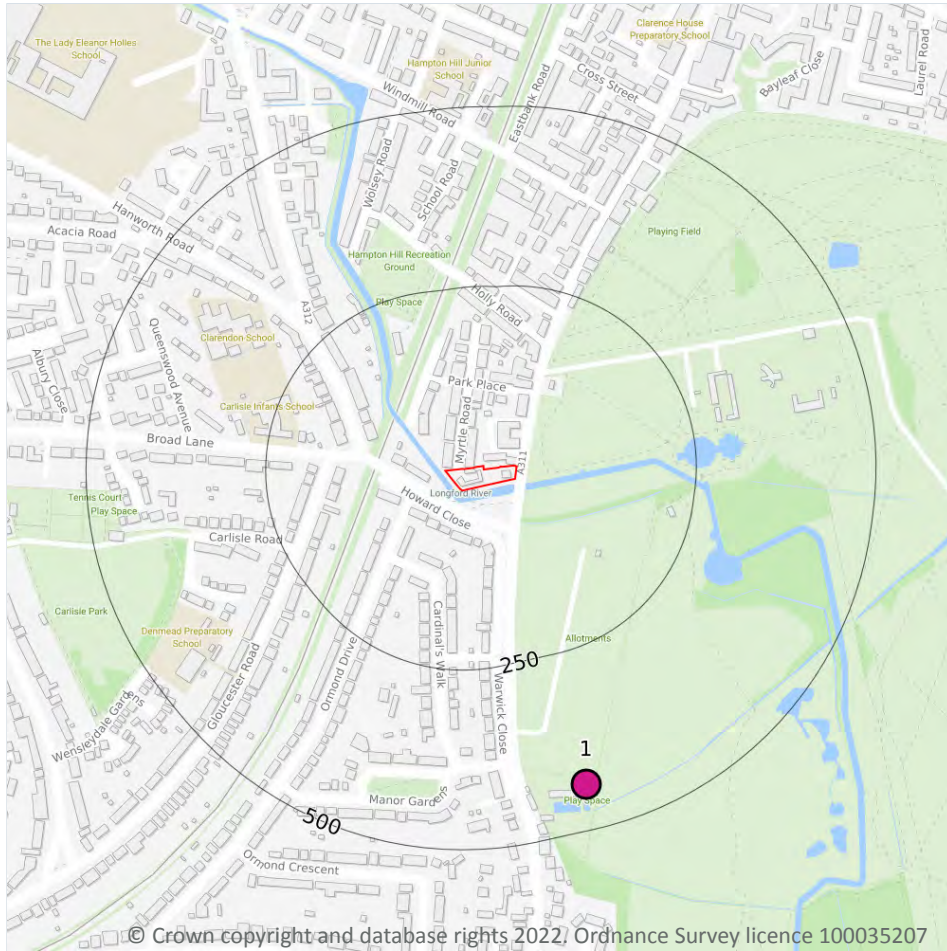 The Lady Eleanor Holles
School
Hampton Hill Junior
School
Windmill Road
Eastbank Road
Cross Street
Clarence House
Preparatory School
Bayleaf Close
Laurel Road
Wolsey Road
School Road
Hanworth Road
Acacia Road
Hampton Hill Recreation
Ground
Playing Field
Play Space
A312
Holly Road
Clarendon School
Queenswood Avenue
Albury Close
Park Place
Myrtle Road
Carlisle Infants School
Broad Lane
A311
Longford River
Howard Close
Tennis Court
Play Space
Carlisle Road
Carlisle Park
Denmead Preparatory
School
Gloucester Road
Ormond Drive
Cardinal's Walk
Allotments
250
Warwick Close
Wensleydale Gardens
1
Play Space
Manor Gardens
500
Ormond Crescent
© Crown copyright and database rights 2022. Ordnance Survey licence 100035207